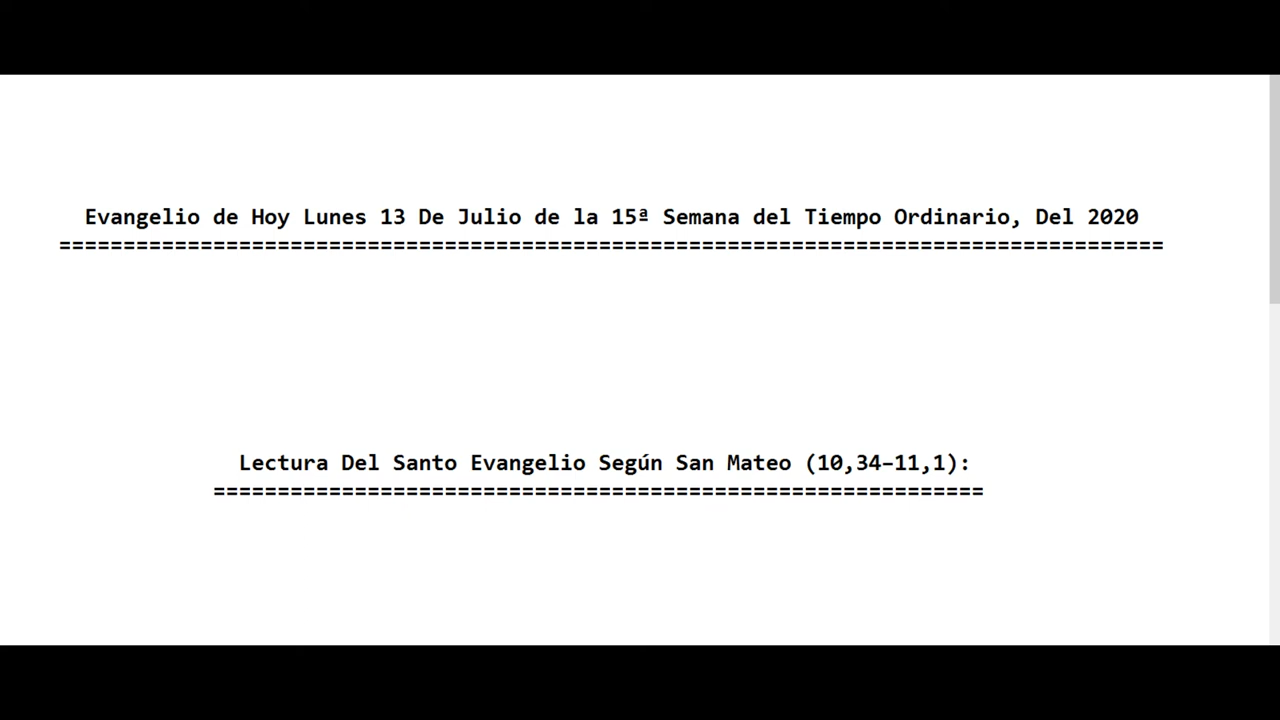 Evangelio de Hoy Lunes 13 De Julio de la 15ª Semana del Tiempo Ordinario, Del 2020
======================================================================================
Lectura Del Santo Evangelio Según San Mateo (10,34–11,1):
============================================================